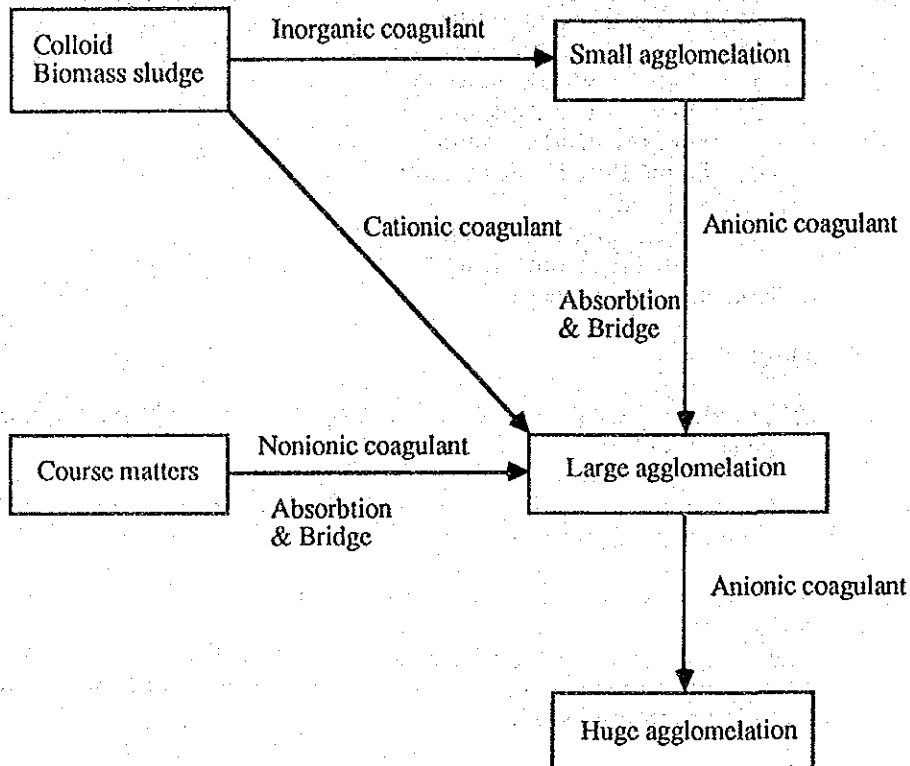 Colloid
Biomass sludge
Inorganic coagulant
Small agglomelation
Cationic coagulant
Anionic coagulant
Absorbtion
& Bridge
Course matters
Nonionic coagulant
Absorbtion
& Bridge
Large agglomelation
Anionic coagulant
Huge agglomelation